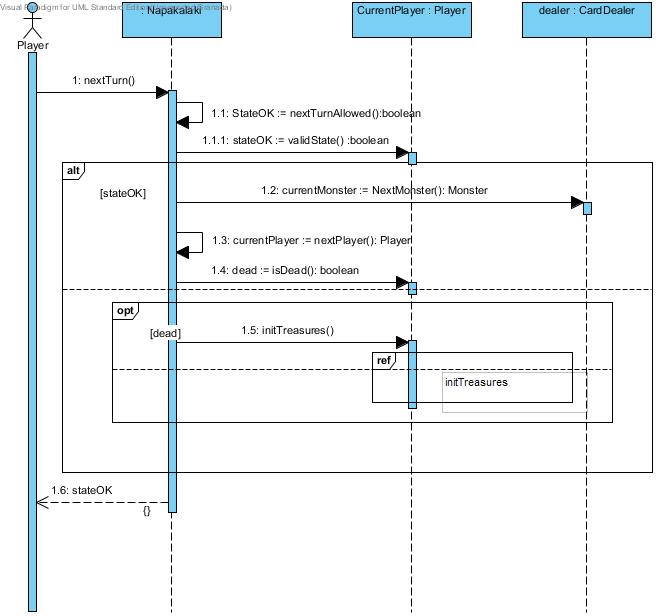 Visual Paradigm for UML Standard Edition
: Napakalaki
CurrentPlayer : Player
dealer : CardDealer
Player
1: nextTurn()
1.1: StateOK := nextTurnAllowed():boolean
1.1.1: stateOK := validState() :boolean
alt
[stateOK]
1.2: currentMonster := NextMonster(): Monster
1.3: currentPlayer := nextPlayer(): Player
1.4: dead := isDead(): boolean
opt
[dead]
1.5: initTreasures()
ref
initTreasures
1.6: stateOK
{}